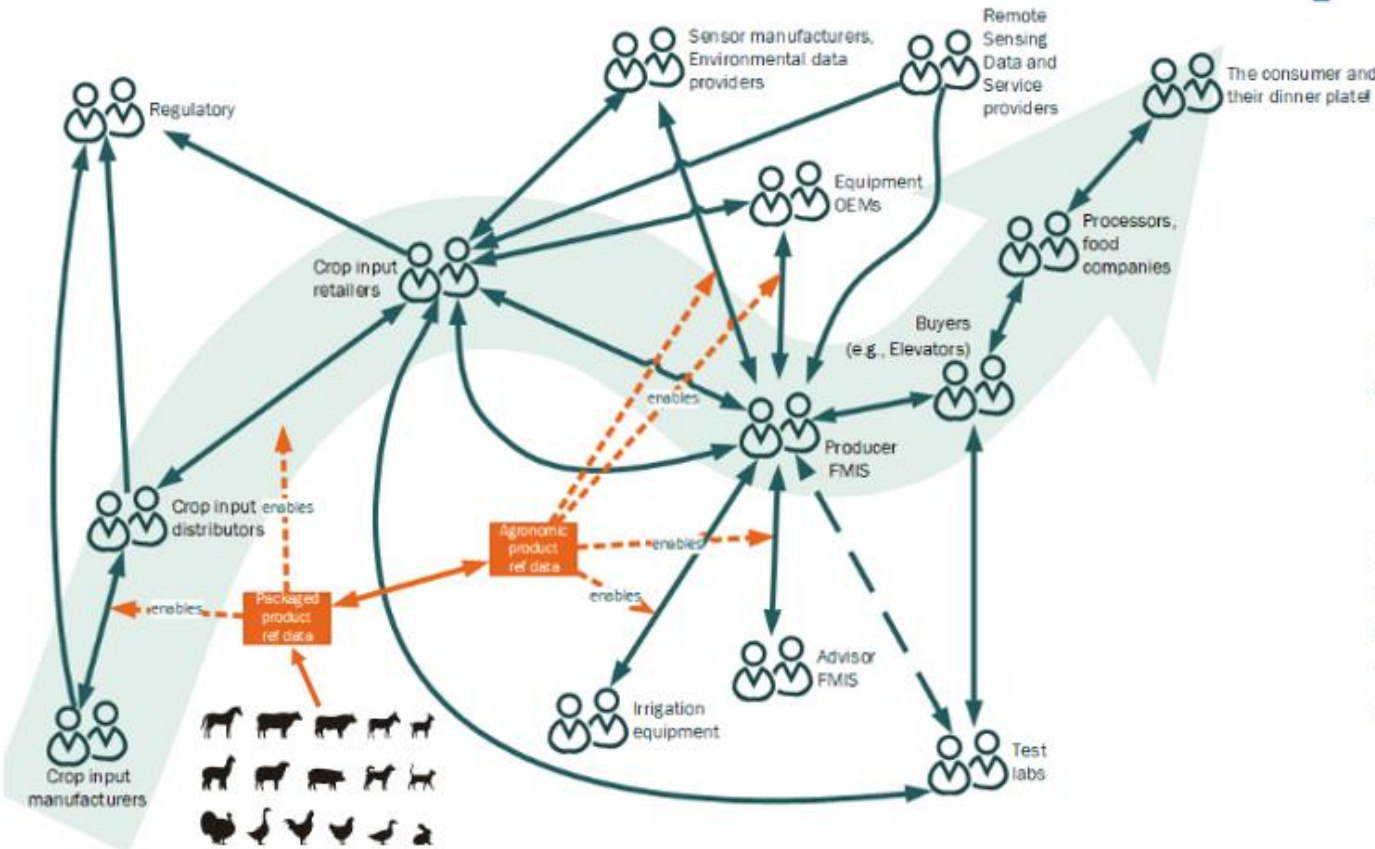 Remote
Sensing
Data and
Service
providers
Sensor manufacturers,
Environmental data
providers
The consumer and
their dinner plate!
Regulatory
Equipment
OEMs
Processors,
food
companies
Crop input
retailers
Buyers
(e.g., Elevators)
enables
Producer
FMIS
Crop input
distributors
enables
Agronomic
product
ref data
enables
enables
Packaged
product
ref data
enables
Advisor
FMIS
Irrigation
equipment
Test
labs
Crop input
manufacturers